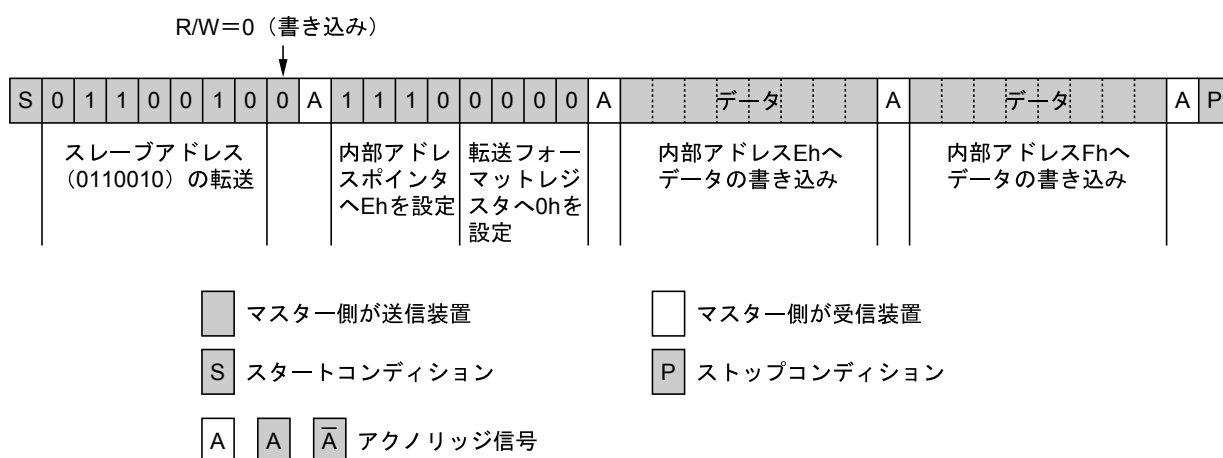 R/W=0（書き込み）
S 0 1 1 0 0 1 0 0 A 1 1 1 0 0 0 0 0 A データ A データ A P
スレーブアドレス
（0110010）の転送
内部アドレ
スポインタ
へEhを設定
転送フォー
マットレジ
スタへ0hを
設定
内部アドレスEhへ
データの書き込み
内部アドレスFhへ
データの書き込み
マスター側が送信装置
マスター側が受信装置
S スタートコンディション
P ストップコンディション
A A A̅ アクノリッジ信号